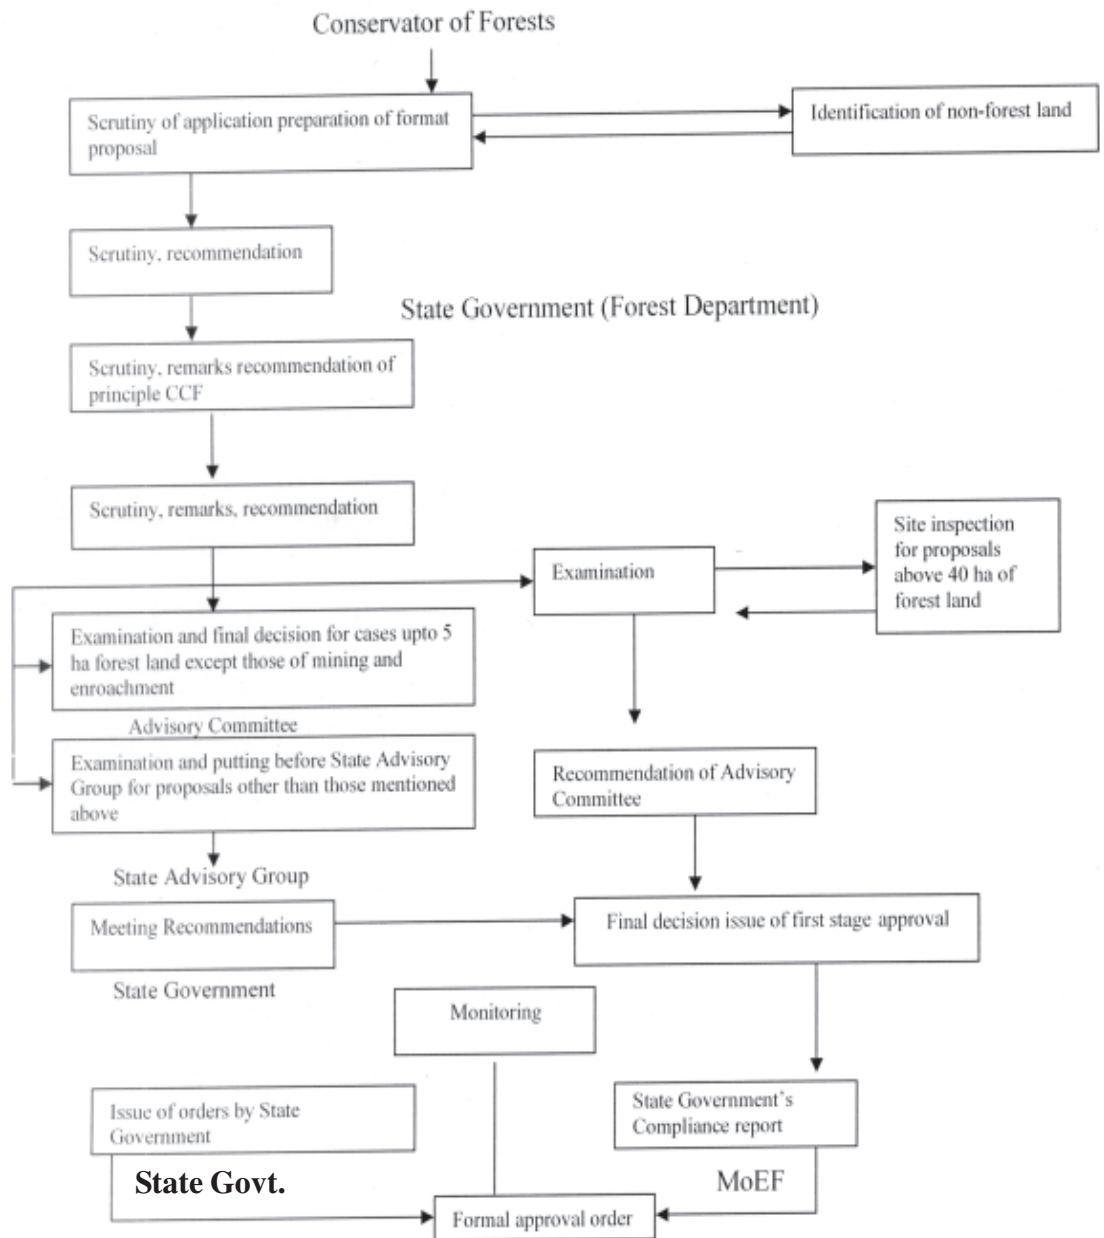 Conservator of Forests
Scrutiny of application preparation of format
proposal
Identification of non-forest land
Scrutiny, recommendation
State Government (Forest Department)
Scrutiny, remarks recommendation of
principle CCF
Scrutiny, remarks, recommendation
Site inspection
for proposals
above 40 ha of
forest land
Examination
Examination and final decision for cases upto 5
ha forest land except those of mining and
enroachment
Advisory Committee
Examination and putting before State Advisory
Group for proposals other than those mentioned
above
Recommendation of Advisory
Committee
State Advisory Group
Meeting Recommendations
Final decision issue of first stage approval
State Government
Monitoring
Issue of orders by State
Government
State Government's
Compliance report
State Govt.
MoEF
Formal approval order